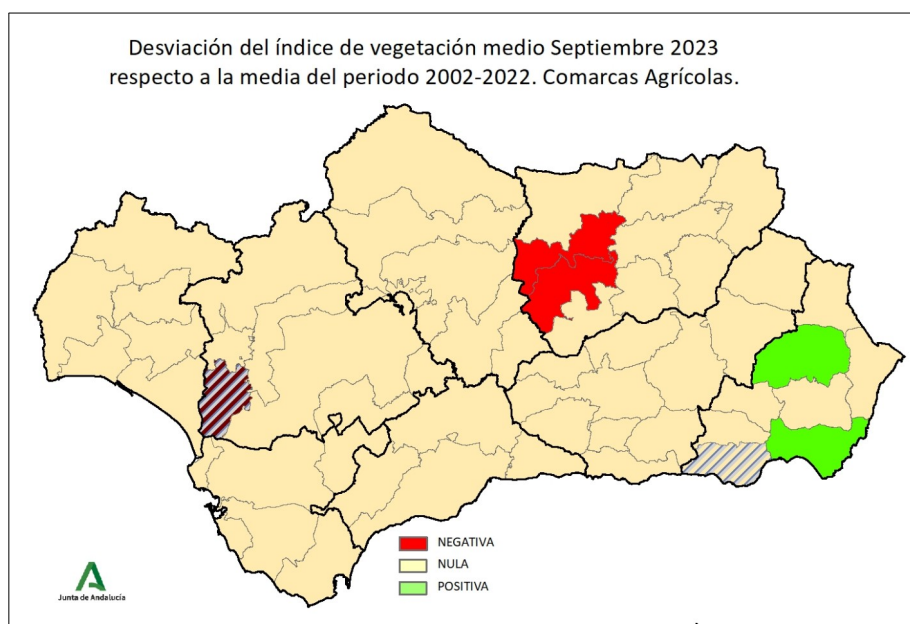 Desviación del índice de vegetación medio Septiembre 2023
respecto a la media del periodo 2002-2022. Comarcas Agrícolas.
NEGATIVA
NULA
POSITIVA
Junta de Andalucía